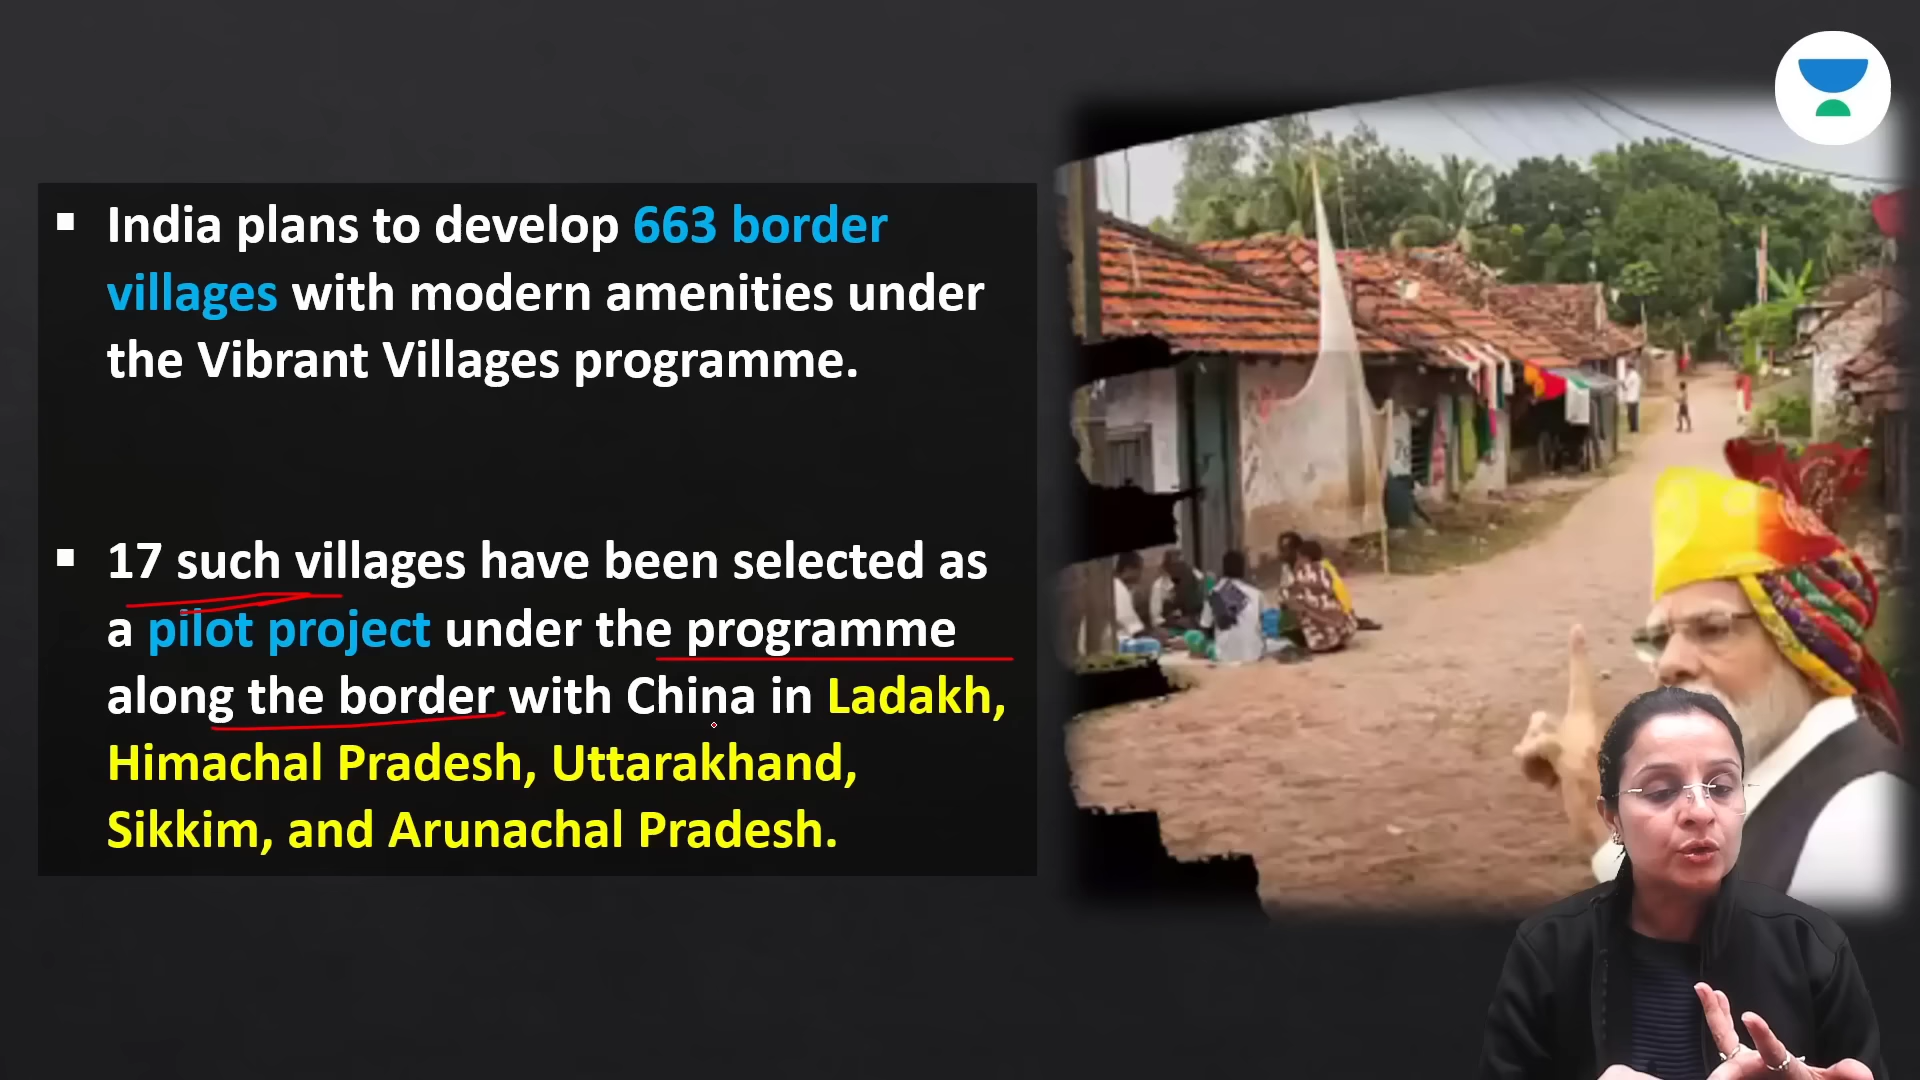 ▪ India plans to develop 663 border
villages with modern amenities under
the Vibrant Villages programme.
▪ 17 such villages have been selected as
a pilot project under the programme
along the border with China in Ladakh,
Himachal Pradesh, Uttarakhand,
Sikkim, and Arunachal Pradesh.